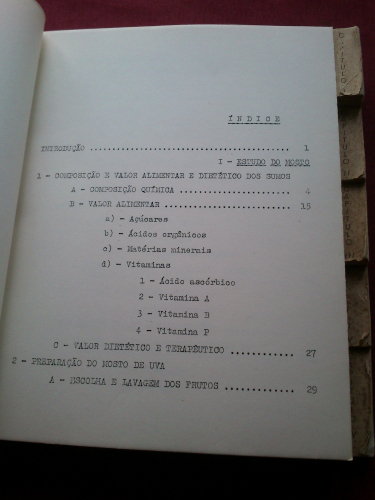 ÍNDICE
INTRODUÇÃO .......................................... 1
I - ESTUDO DO MOSTO
1 - COMPOSIÇÃO E VALOR ALIMENTAR E DIETÉTICO DOS SUMOS
A - COMPOSIÇÃO QUÍMICA .......................... 4
B - VALOR ALIMENTAR ............................. 15
a) - Açúcares
b) - Ácidos orgânicos
c) - Matérias minerais
d) - Vitaminas
1 - Ácido ascórbico
2 - Vitamina A
3 - Vitamina B
4 - Vitamina P
C - VALOR DIETÉTICO E TERAPÊUTICO ............ 27
2 - PREPARAÇÃO DO MOSTO DE UVA
A - ESCOLHA E LAVAGEM DOS FRUTOS ............. 29